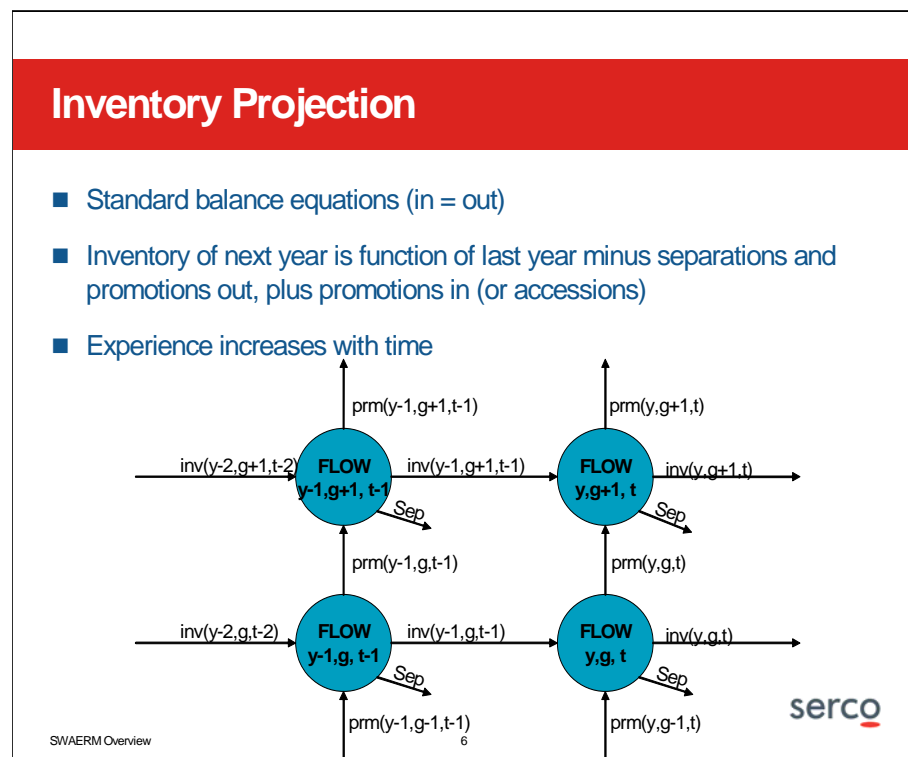 Inventory Projection
Standard balance equations (in = out)
Inventory of next year is function of last year minus separations and
promotions out, plus promotions in (or accessions)
Experience increases with time
prm(y-1,g+1,t-1)
prm(y,g+1,t)
inv(y-2,g+1,t-2)
FLOW
y-1,g+1, t-1
inv(y-1,g+1,t-1)
FLOW
y,g+1, t
inv(y,g+1,t)
Sep
Sep
prm(y-1,g,t-1)
prm(y,g,t)
inv(y-2,g,t-2)
FLOW
y-1,g, t-1
inv(y-1,g,t-1)
FLOW
y,g, t
inv(y,g,t)
Sep
Sep
prm(y-1,g-1,t-1)
prm(y,g-1,t)
serco
SWAERM Overview
6